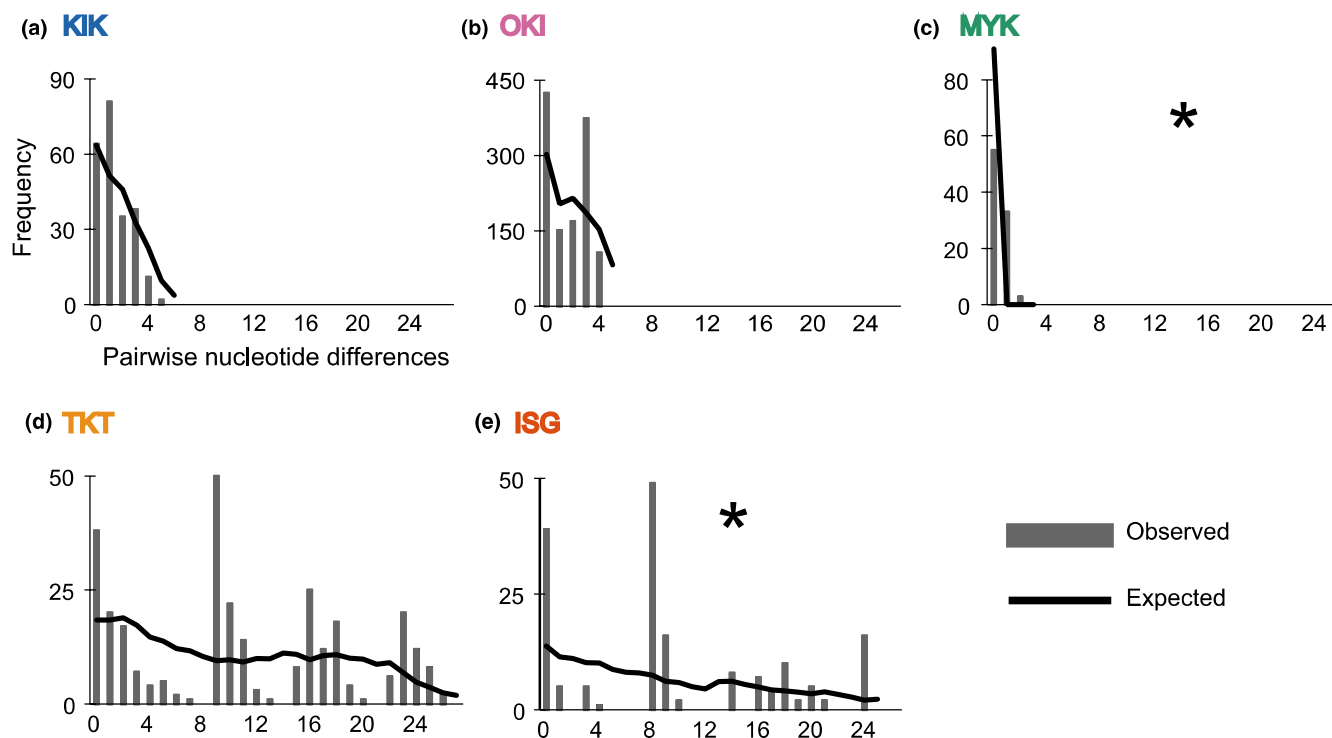 (a) KIK
90
60
30
0
Frequency
0 4 8 12 16 20 24
Pairwise nucleotide differences
(b) OKI
450
300
150
0
0 4 8 12 16 20 24
(c) MYK
80
60
40
20
0
*
0 4 8 12 16 20 24
(d) TKT
50
25
0
0 4 8 12 16 20 24
(e) ISG
50
25
0
*
0 4 8 12 16 20 24
Observed
Expected